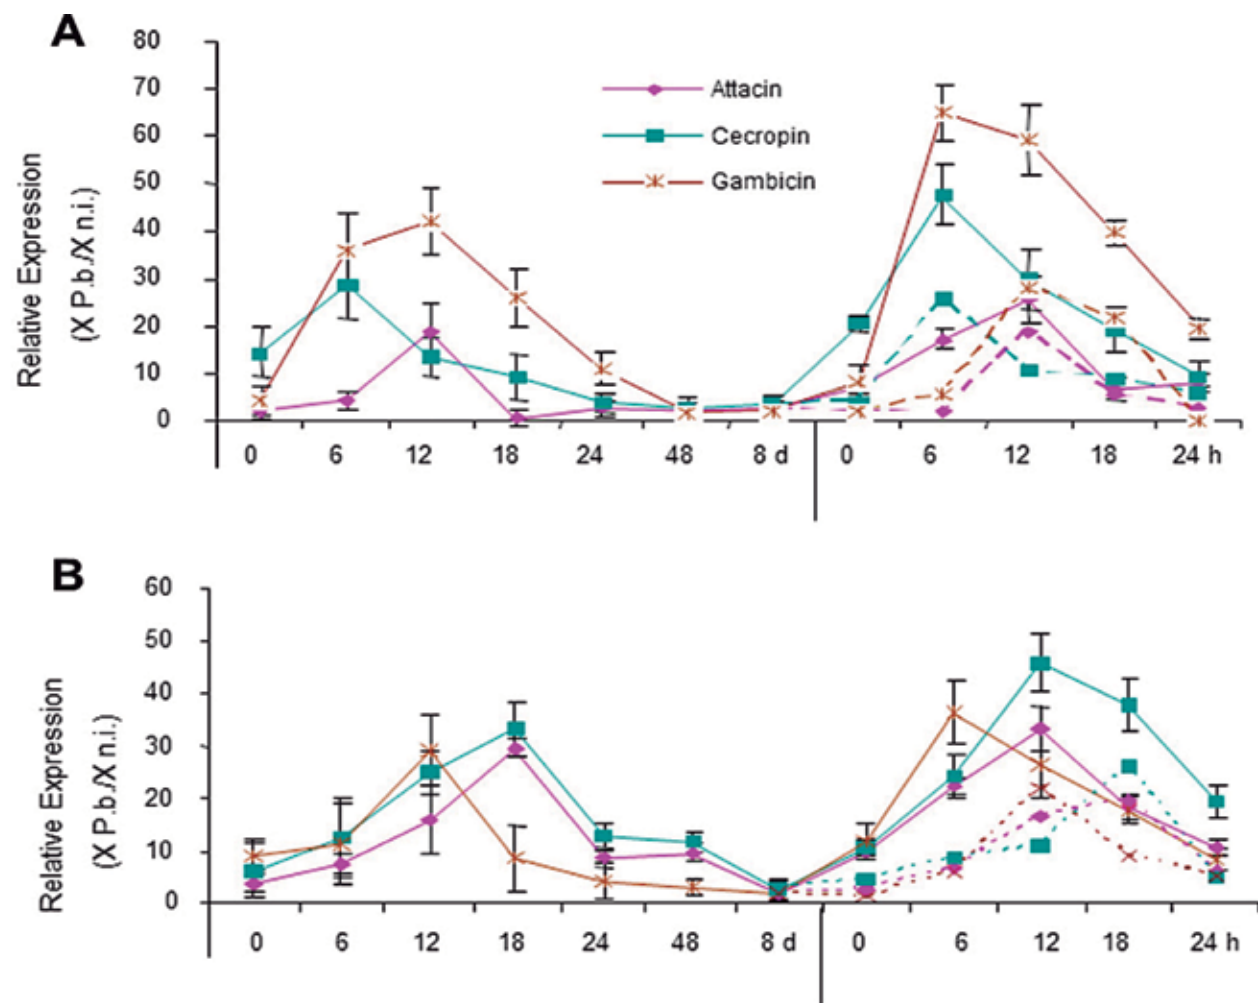 A
80
70
60
50
40
30
20
10
0
Relative Expression
(X P.b./X n.i.)
Attacin
Cecropin
Gambicin
0 6 12 18 24 48 8 d 0 6 12 18 24 h
B
60
50
40
30
20
10
0
Relative Expression
(X P.b./X n.i.)
0 6 12 18 24 48 8 d 0 6 12 18 24 h